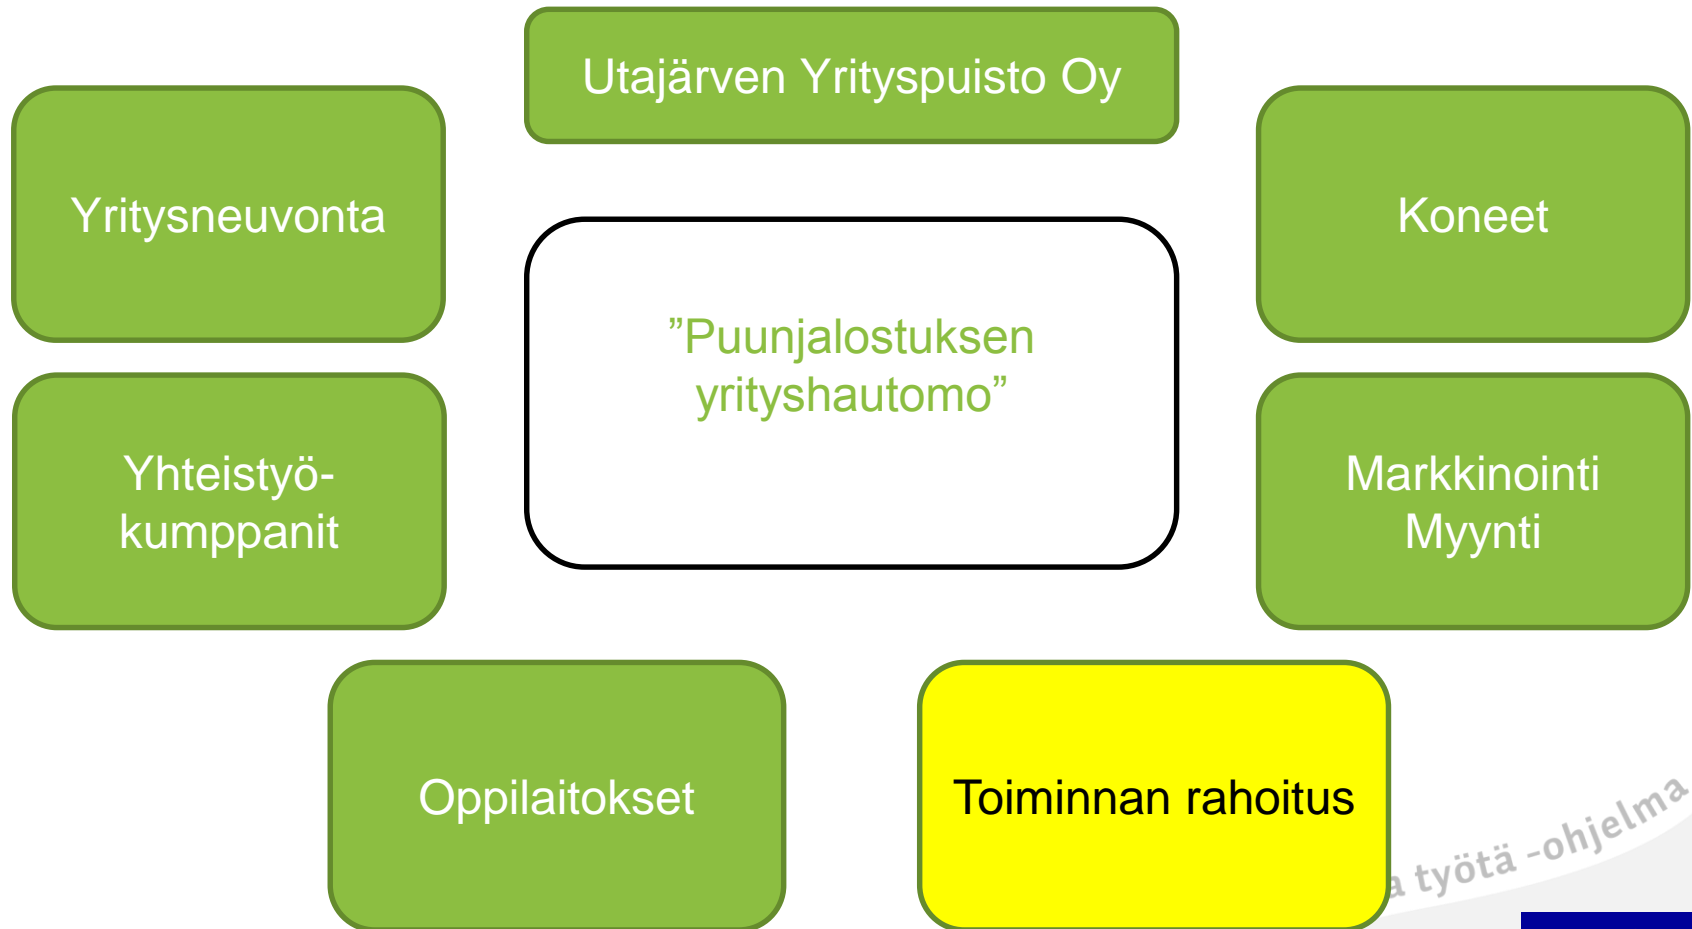 Utajärven Yrityspuisto Oy
Yritysneuvonta
Koneet
”Puunjalostuksen
yrityshautomo”
Yhteistyö-
kumppanit
Markkinointi
Myynti
Oppilaitokset
Toiminnan rahoitus
a työtä -ohjelma